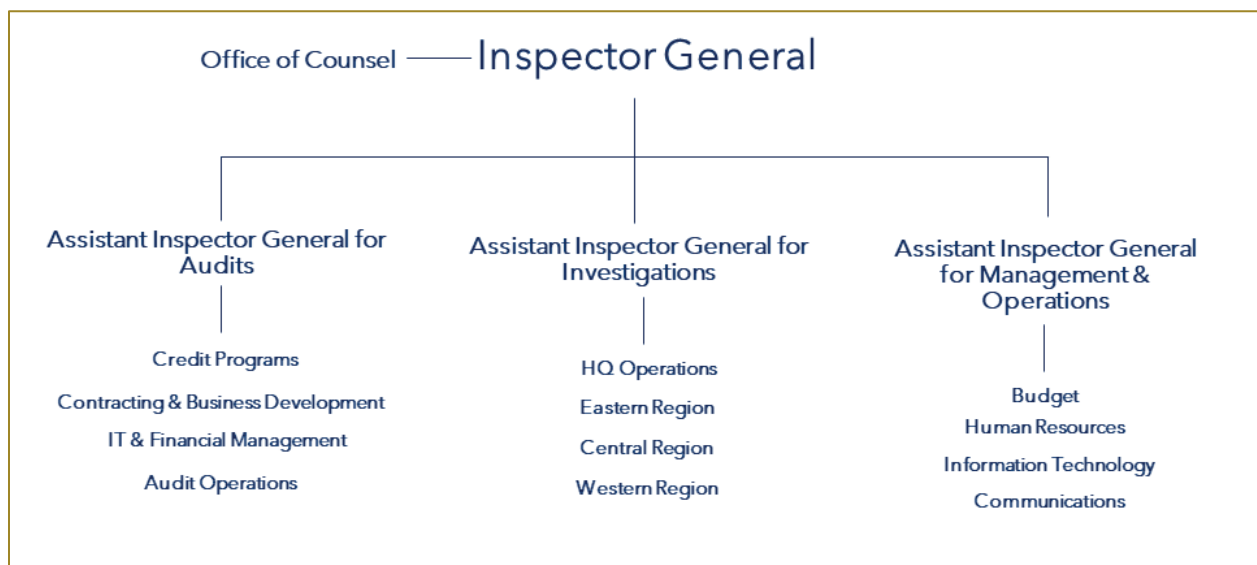 Office of Counsel
Inspector General
Assistant Inspector General for
Audits
Credit Programs
Contracting & Business Development
IT & Financial Management
Audit Operations
Assistant Inspector General for
Investigations
HQ Operations
Eastern Region
Central Region
Western Region
Assistant Inspector General
for Management &
Operations
Budget
Human Resources
Information Technology
Communications